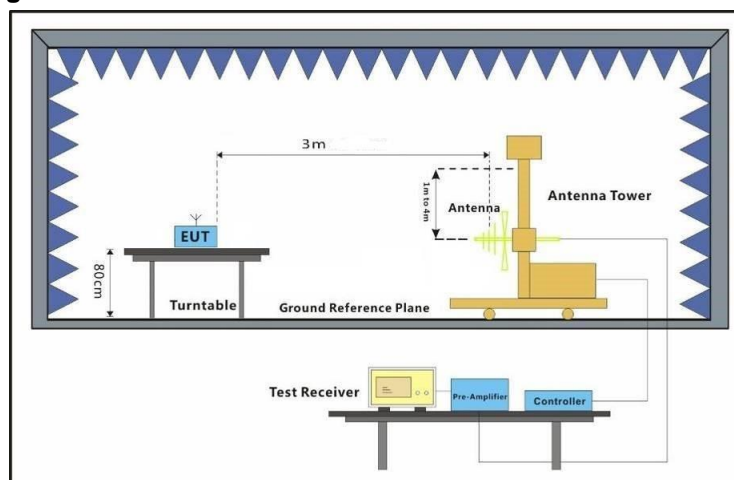 3m
1m to 4m
Antenna
Antenna Tower
EUT
80cm
Turntable
Ground Reference Plane
Test Receiver
Pre-Amplifier
Controller